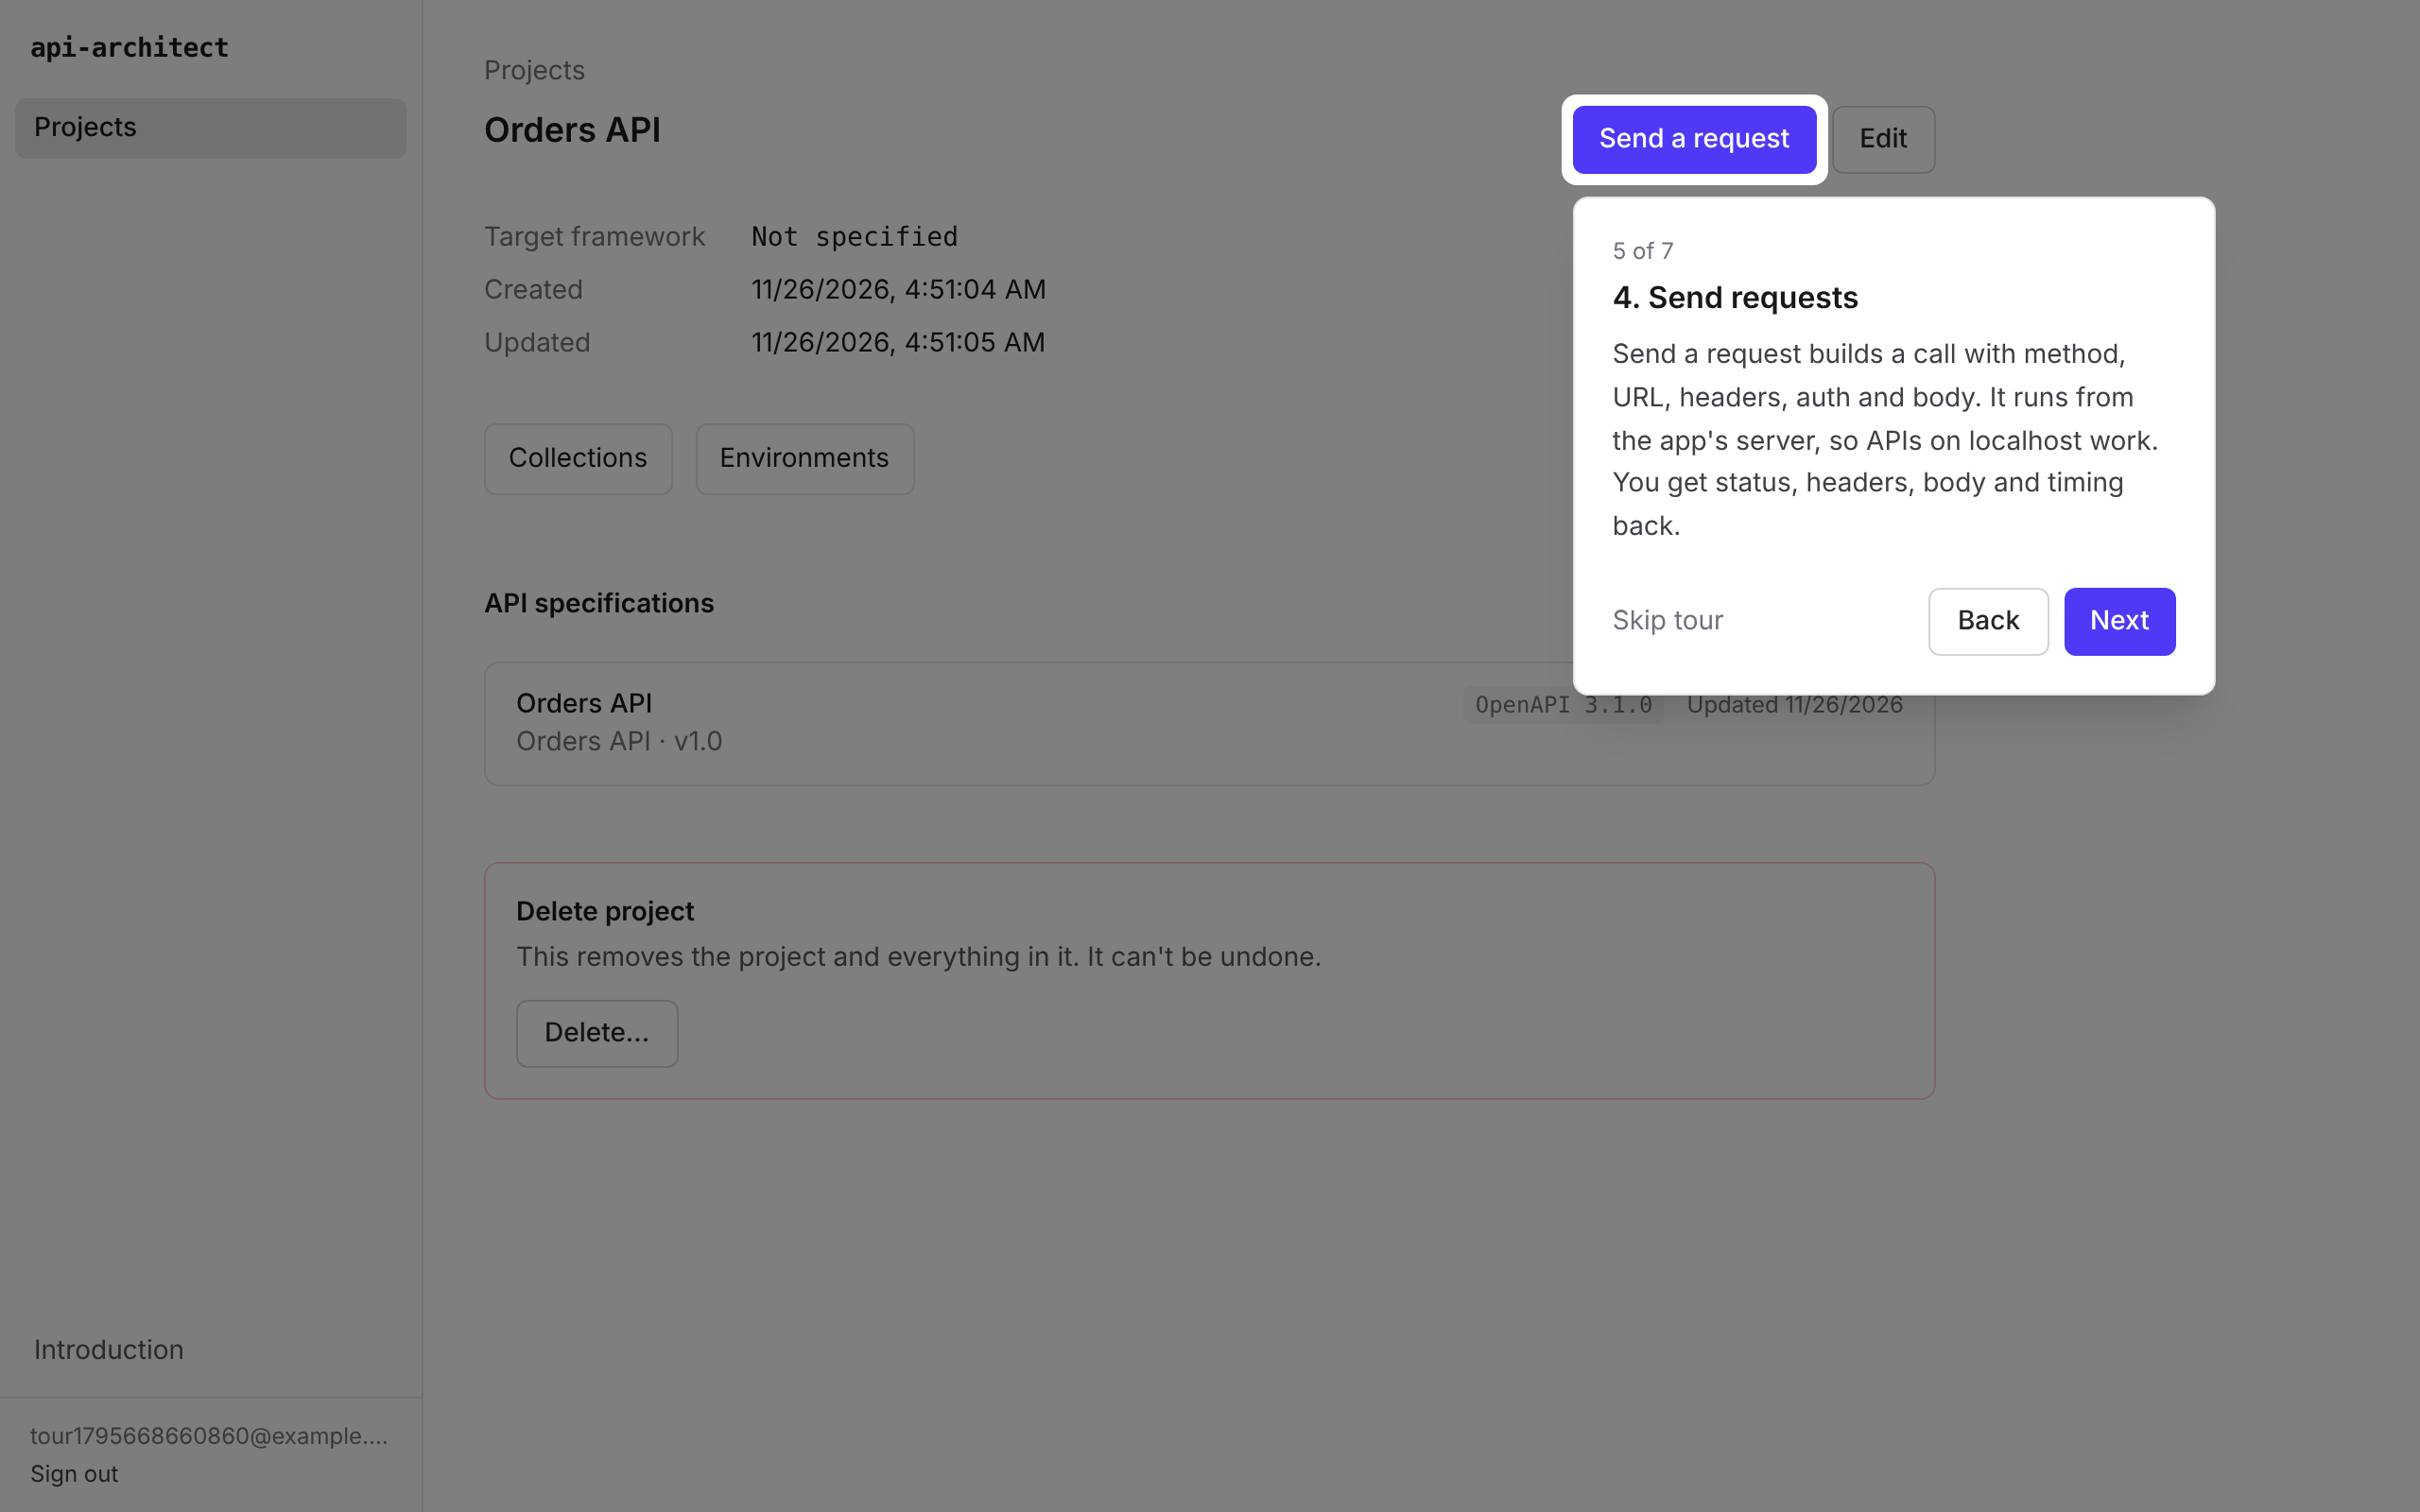 api-architect
Projects
Introduction
tour1795668660860@example....
Sign out
Projects
Orders API
Send a request
Edit
Target framework Not specified
Created 11/26/2026, 4:51:04 AM
Updated 11/26/2026, 4:51:05 AM
Collections
Environments
API specifications
Orders API
Orders API · v1.0
OpenAPI 3.1.0
Updated 11/26/2026
Delete project
This removes the project and everything in it. It can't be undone.
Delete...
5 of 7
4. Send requests
Send a request builds a call with method,
URL, headers, auth and body. It runs from
the app's server, so APIs on localhost work.
You get status, headers, body and timing
back.
Skip tour
Back
Next